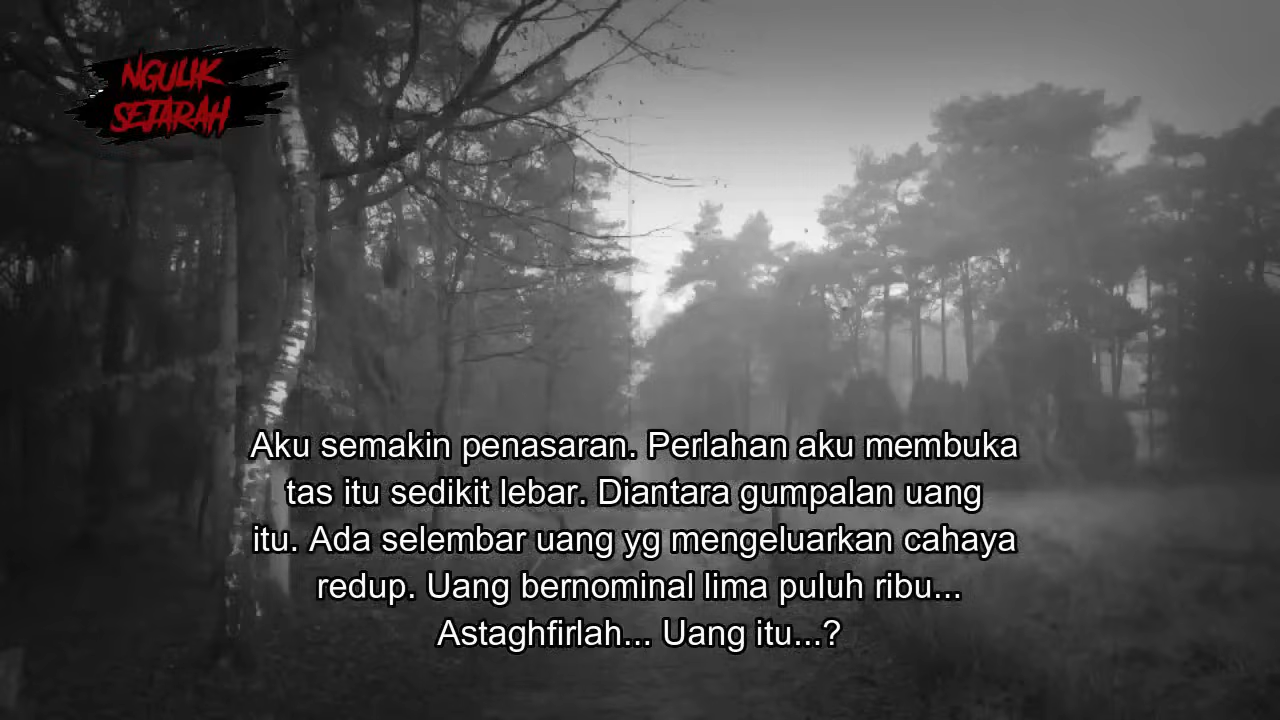 NGULIK
SEJARAH
Aku semakin penasaran. Perlahan aku membuka
tas itu sedikit lebar. Diantara gumpalan uang
itu. Ada selembar uang yg mengeluarkan cahaya
redup. Uang bernominal lima puluh ribu...
Astaghfirlah... Uang itu...?